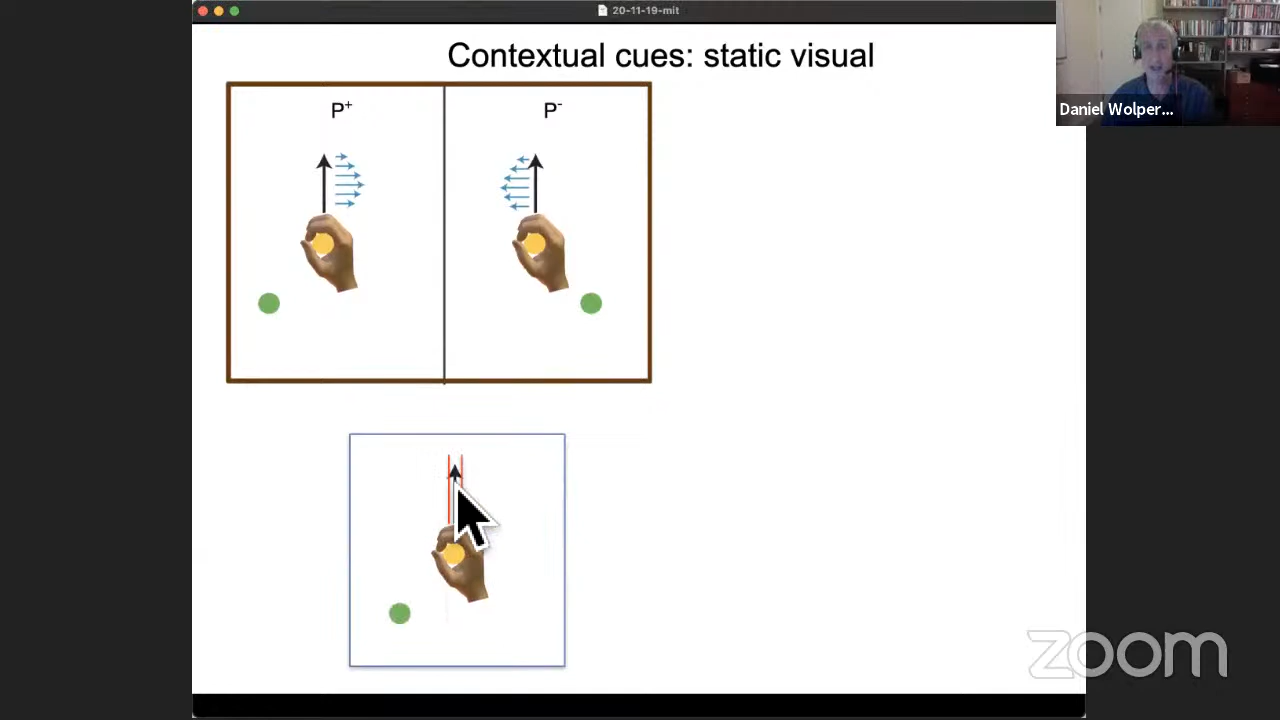 20-11-19-mit
Contextual cues: static visual
P+
P-
Daniel Wolper...
zoom